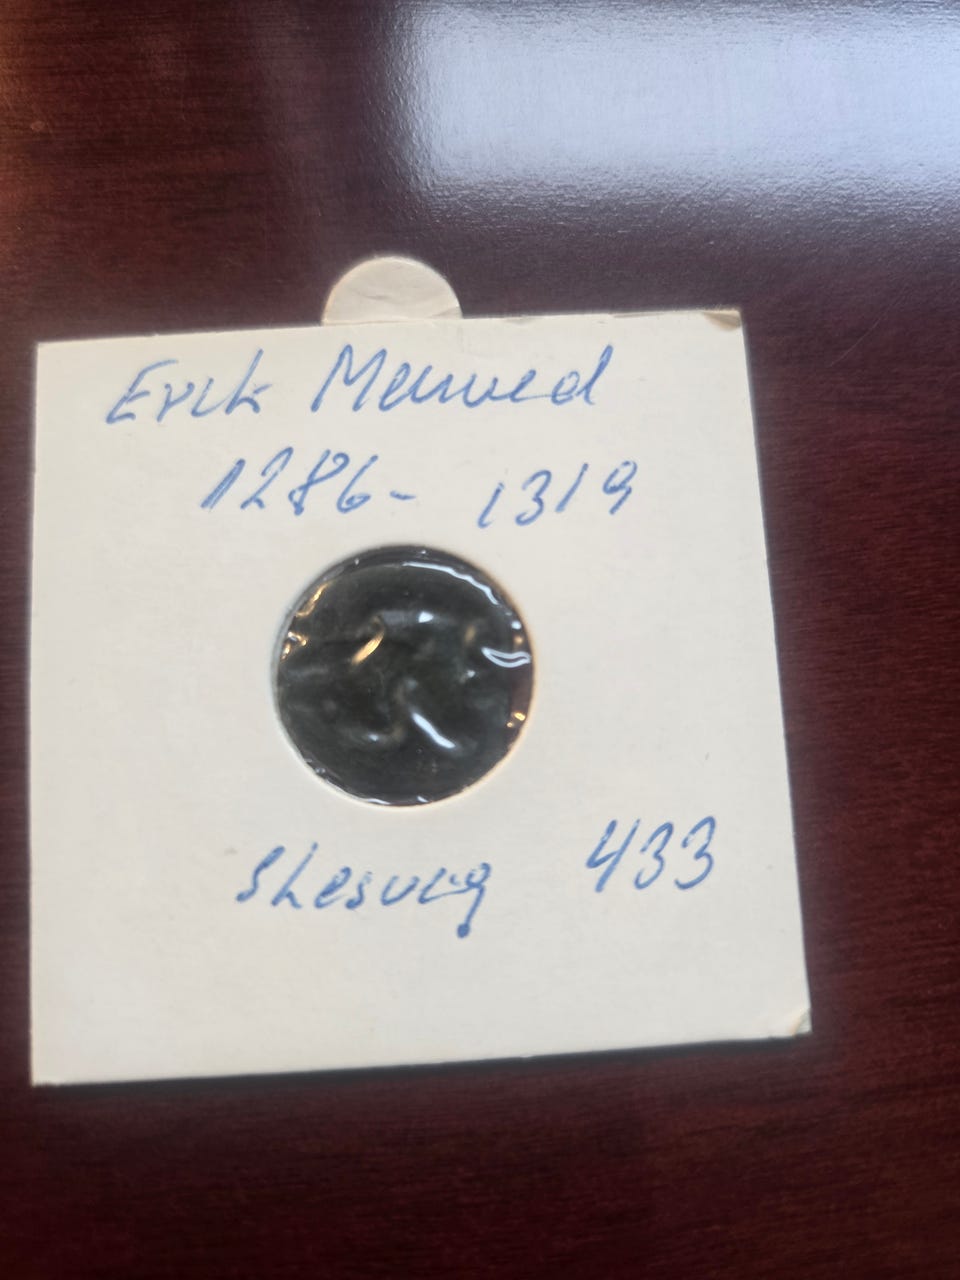 Erik Menved
1286- 1319
Slesvig 433